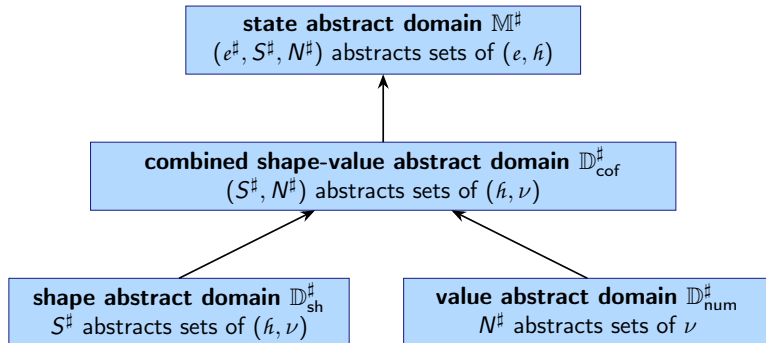 state abstract domain 𝕄♯
(e♯, S♯, N♯) abstracts sets of (e, ℏ)
combined shape-value abstract domain 𝔻♯cof
(S♯, N♯) abstracts sets of (ℏ, ν)
shape abstract domain 𝔻♯sh
S♯ abstracts sets of (ℏ, ν)
value abstract domain 𝔻♯num
N♯ abstracts sets of ν